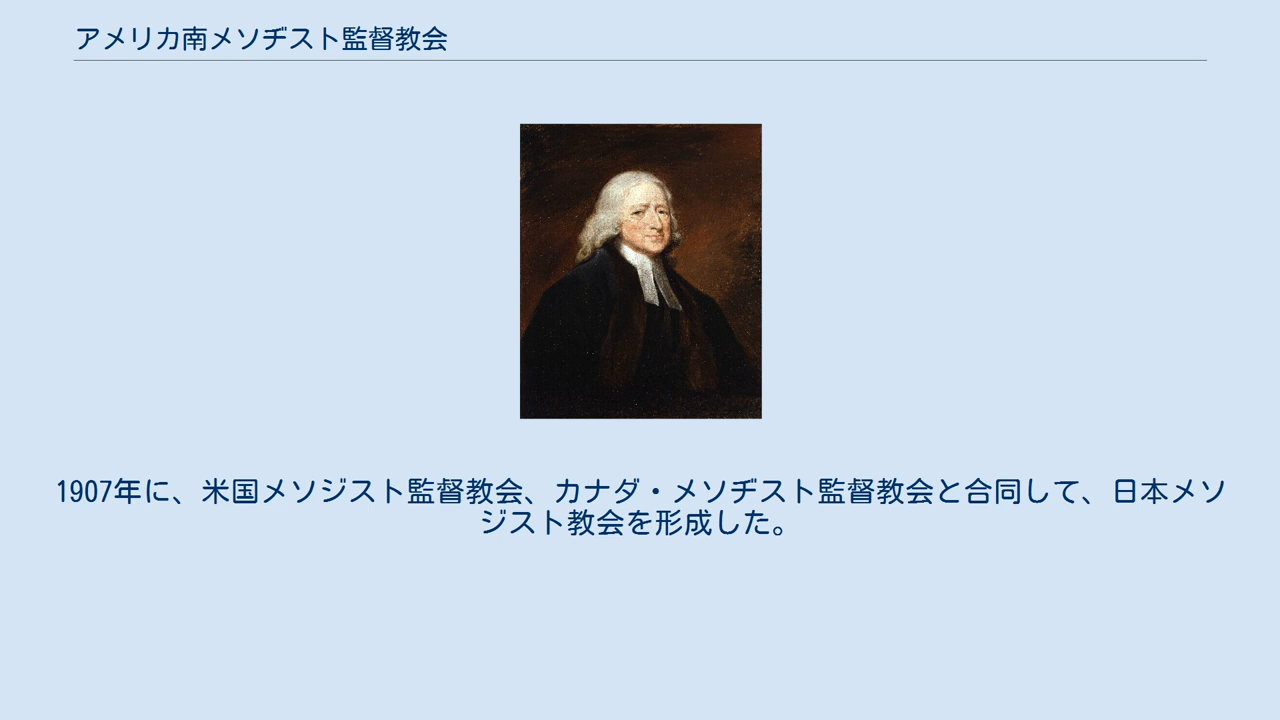 アメリカ南メソヂスト監督教会
1907年に、米国メソジスト監督教会、カナダ・メソヂスト監督教会と合同して、日本メソ
ジスト教会を形成した。